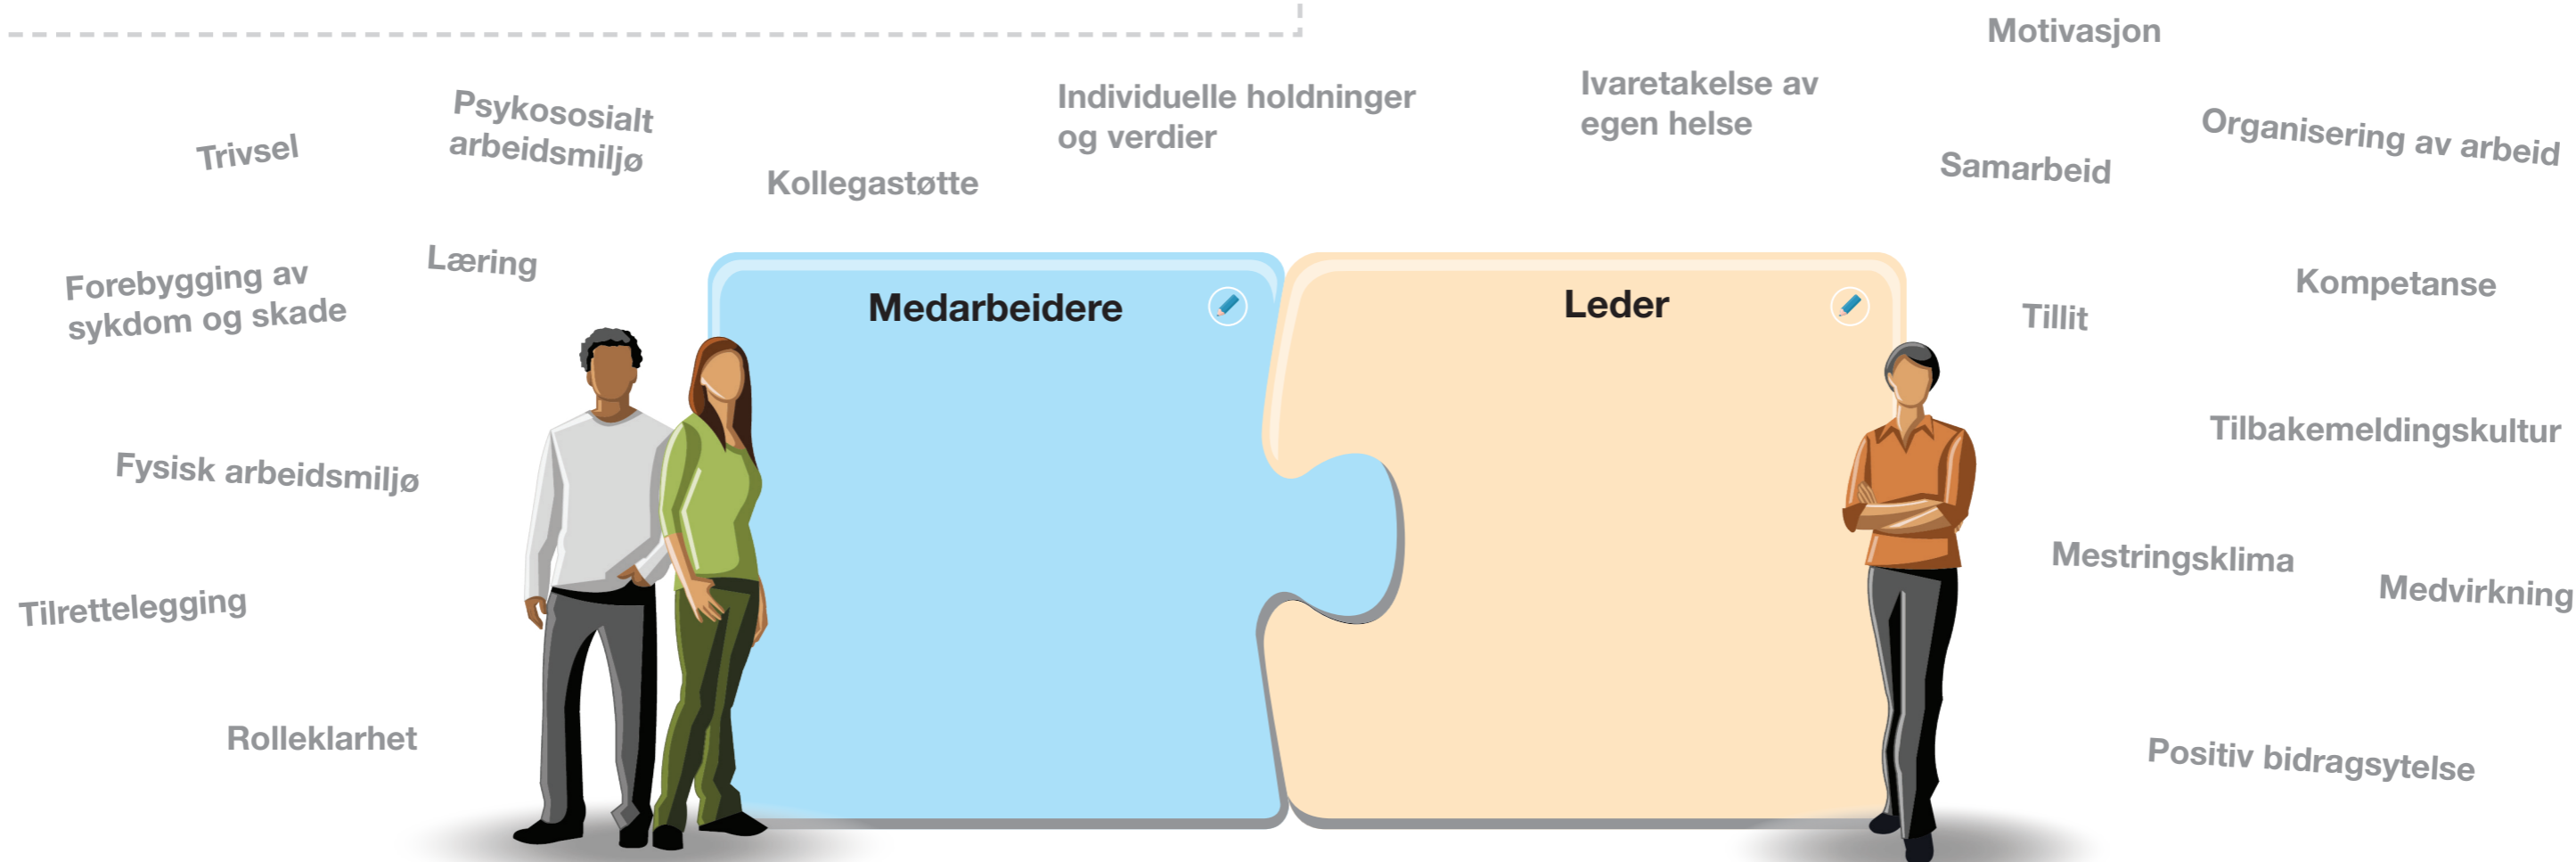 Motivasjon
Individuelle holdninger
og verdier
Ivaretakelse av
egen helse
Psykososialt
arbeidsmiljø
Trivsel
Kollegastøtte
Samarbeid
Organisering av arbeid
Læring
Forebygging av
sykdom og skade
Medarbeidere
Leder
Tillit
Kompetanse
Fysisk arbeidsmiljø
Tilbakemeldingskultur
Tilrettelegging
Mestringsklima
Medvirkning
Rolleklarhet
Positiv bidragsytelse